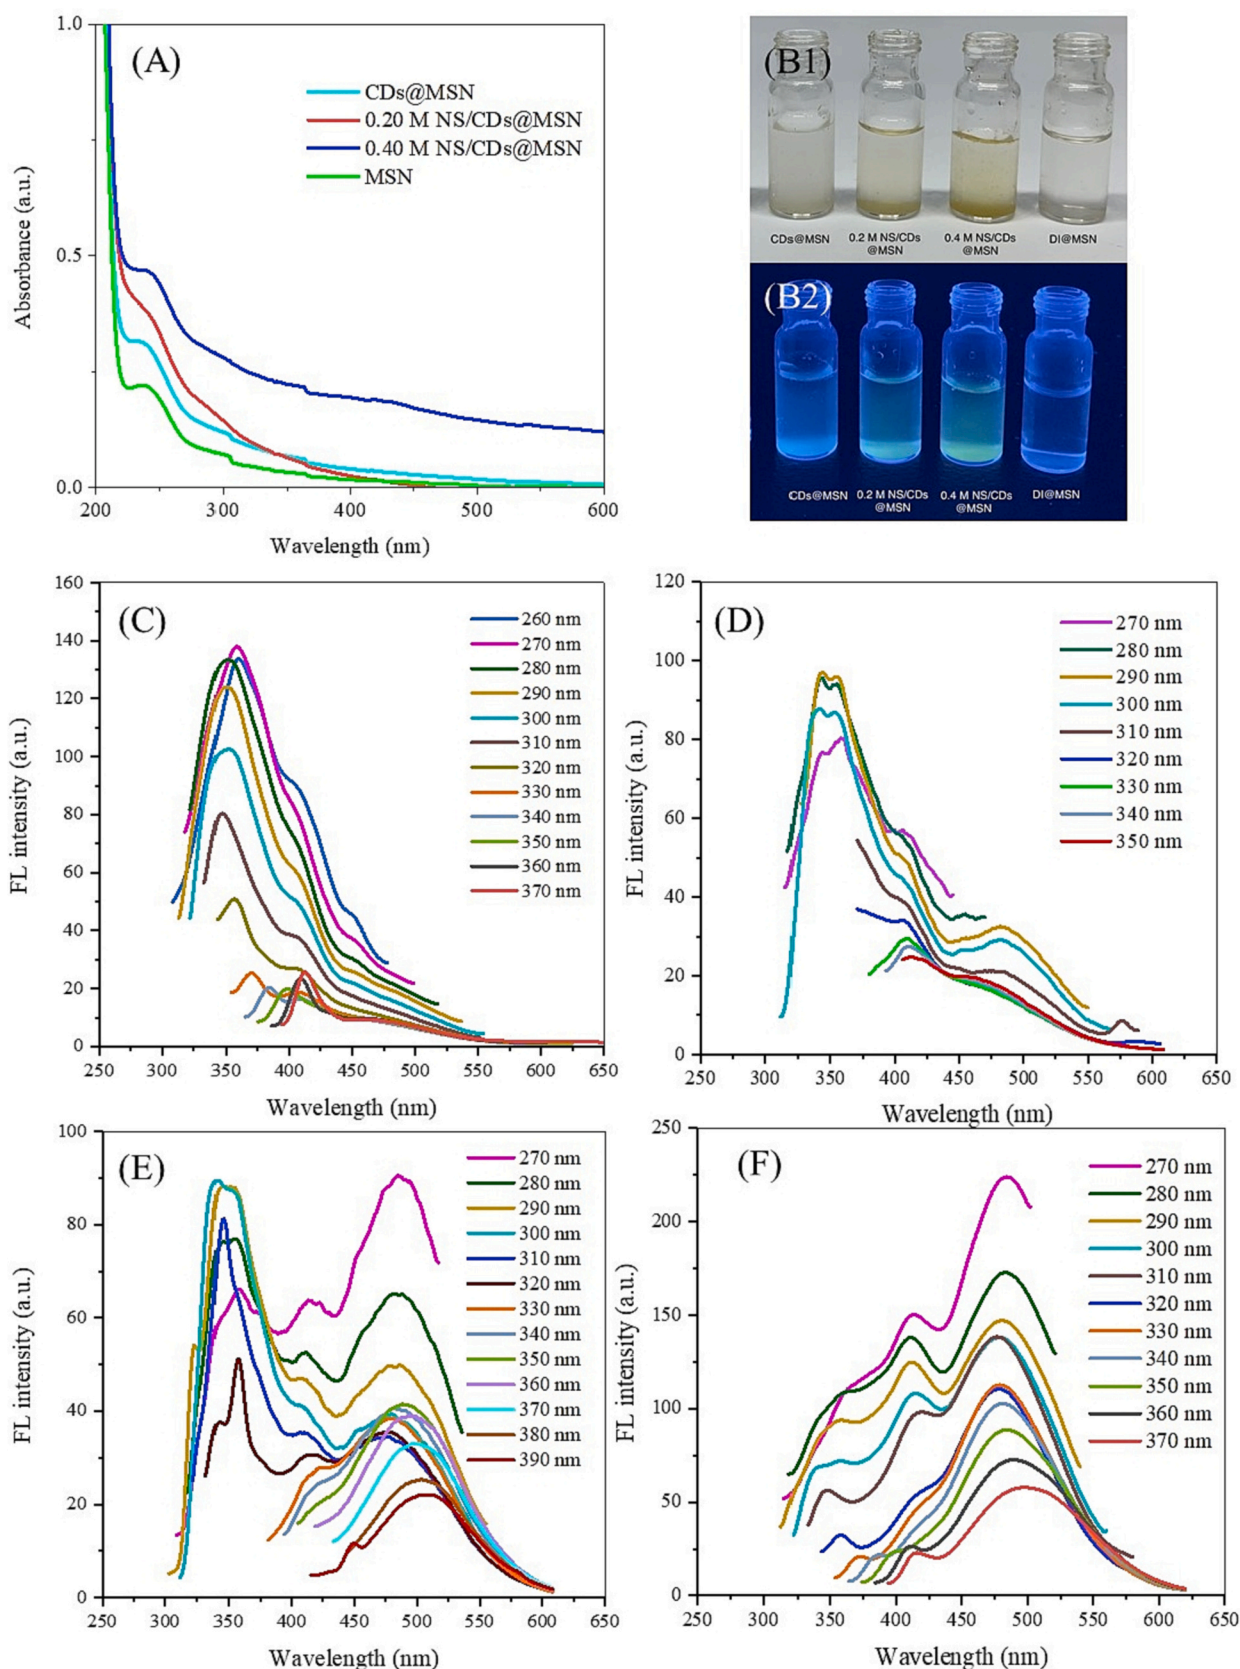 (A)
CDs@MSN
0.20 M NS/CDs@MSN
0.40 M NS/CDs@MSN
MSN
1.0
0.5
0.0
Absorbance (a.u.)
200 300 400 500 600
Wavelength (nm)
(B1)
CDs@MSN
0.2 M NS/CDs
@MSN
0.4 M NS/CDs
@MSN
DI@MSN
(B2)
CDs@MSN
0.2 M NS/CDs
@MSN
0.4 M NS/CDs
@MSN
DI@MSN
(C)
260 nm
270 nm
280 nm
290 nm
300 nm
310 nm
320 nm
330 nm
340 nm
350 nm
360 nm
370 nm
160
140
120
100
80
60
40
20
0
FL intensity (a.u.)
250 300 350 400 450 500 550 600 650
Wavelength (nm)
(D)
270 nm
280 nm
290 nm
300 nm
310 nm
320 nm
330 nm
340 nm
350 nm
120
100
80
60
40
20
0
FL intensity (a.u.)
250 300 350 400 450 500 550 600 650
Wavelength (nm)
(E)
270 nm
280 nm
290 nm
300 nm
310 nm
320 nm
330 nm
340 nm
350 nm
360 nm
370 nm
380 nm
390 nm
100
80
60
40
20
0
FL intensity (a.u.)
250 300 350 400 450 500 550 600 650
Wavelength (nm)
(F)
270 nm
280 nm
290 nm
300 nm
310 nm
320 nm
330 nm
340 nm
350 nm
360 nm
370 nm
250
200
150
100
50
0
FL intensity (a.u.)
250 300 350 400 450 500 550 600 650
Wavelength (nm)